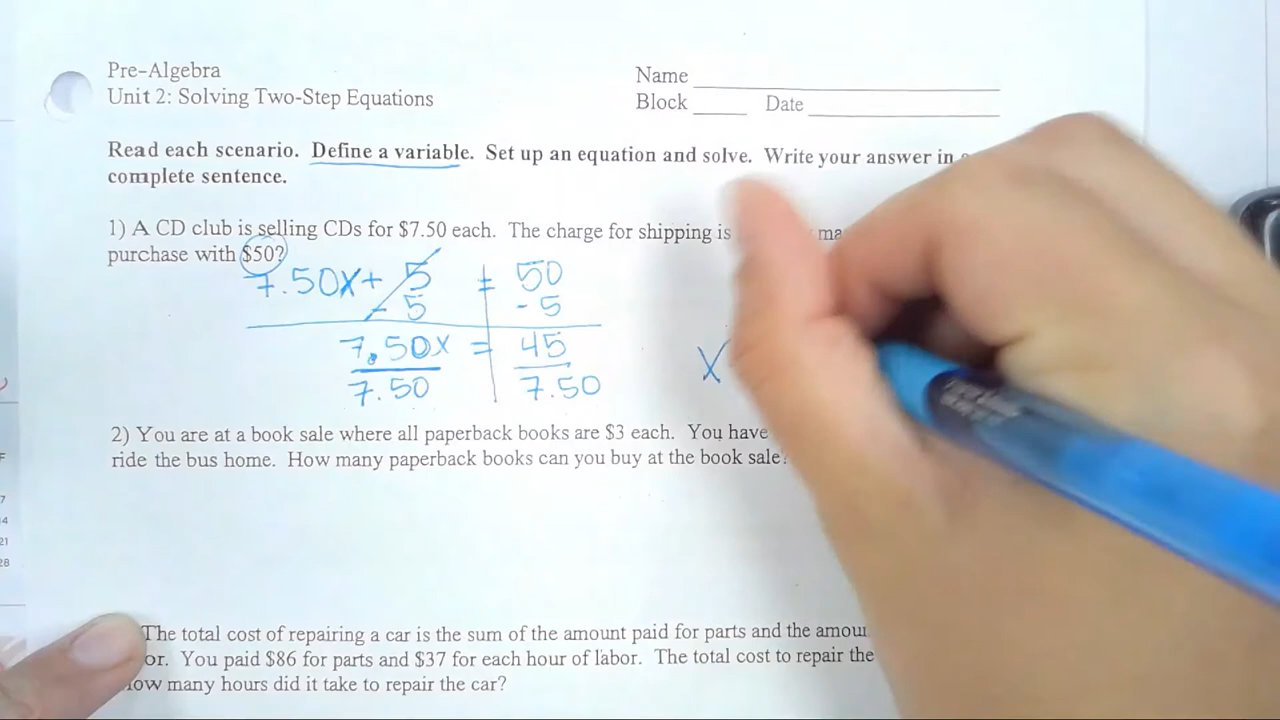 Pre-Algebra
Unit 2: Solving Two-Step Equations
Name
Block
Date
Read each scenario. Define a variable. Set up an equation and solve. Write your answer in
complete sentence.
1) A CD club is selling CDs for $7.50 each. The charge for shipping is
purchase with $50?
7.50x + 5 = 50
- 5 - 5
7.50x = 45
7.50 7.50
X
2) You are at a book sale where all paperback books are $3 each. You have
ride the bus home. How many paperback books can you buy at the book sale?
The total cost of repairing a car is the sum of the amount paid for parts and the
You paid $86 for parts and $37 for each hour of labor. The total cost to repair the
many hours did it take to repair the car?
7
14
21
28